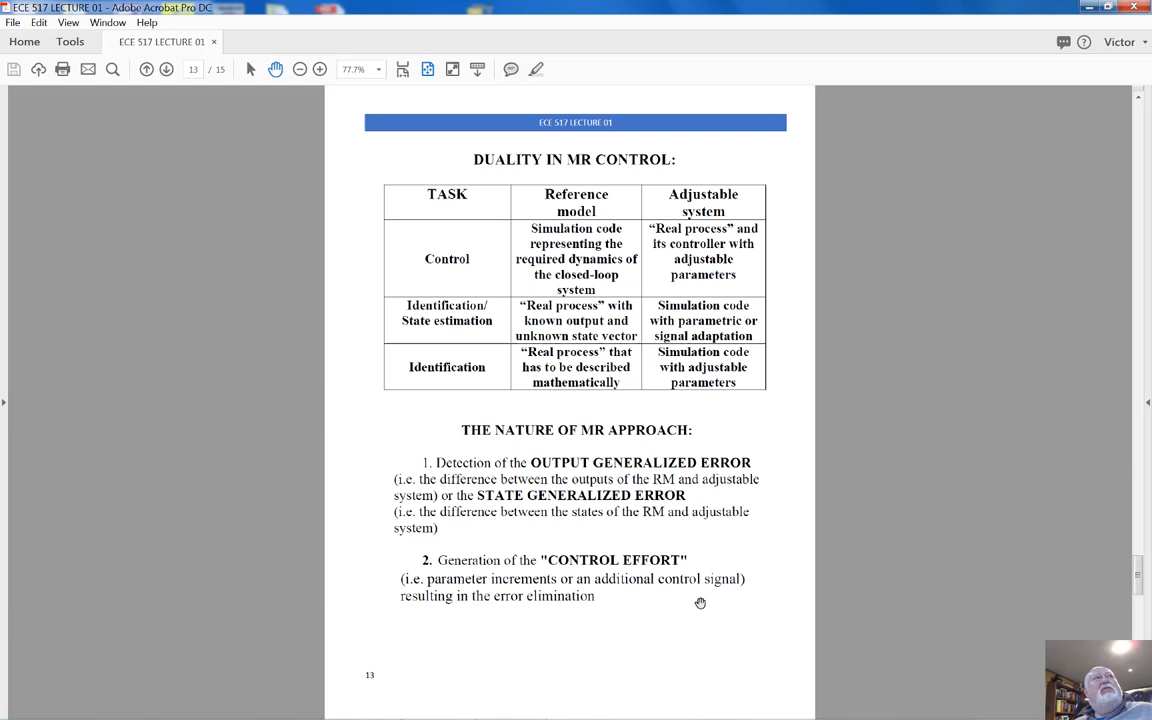 ECE 517 LECTURE 01 - Adobe Acrobat Pro DC
File Edit View Window Help
Home Tools ECE 517 LECTURE 01 × Victor
13 / 15 77.7%
ECE 517 LECTURE 01
DUALITY IN MR CONTROL:
TASK
Reference
model
Adjustable
system
Control
Simulation code
representing the
required dynamics of
the closed-loop
system
“Real process” and
its controller with
adjustable
parameters
Identification/
State estimation
“Real process” with
known output and
unknown state vector
Simulation code
with parametric or
signal adaptation
Identification
“Real process” that
has to be described
mathematically
Simulation code
with adjustable
parameters
THE NATURE OF MR APPROACH:
1. Detection of the OUTPUT GENERALIZED ERROR
(i.e. the difference between the outputs of the RM and adjustable
system) or the STATE GENERALIZED ERROR
(i.e. the difference between the states of the RM and adjustable
system)
2. Generation of the "CONTROL EFFORT"
(i.e. parameter increments or an additional control signal)
resulting in the error elimination
13